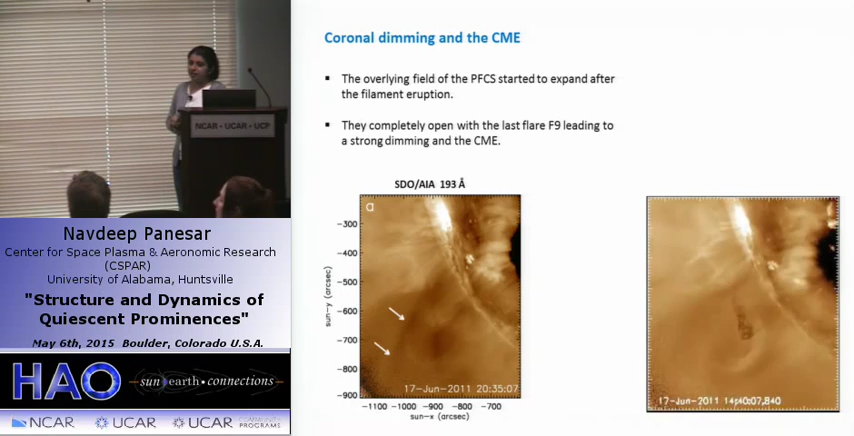 NCAR • UCAR • UCP
Navdeep Panesar
Center for Space Plasma & Aeronomic Research
(CSPAR)
University of Alabama, Huntsville
"Structure and Dynamics of
Quiescent Prominences"
May 6th, 2015 Boulder, Colorado U.S.A.
HAO
sun earth • connections
NCAR UCAR UCAR COMMUNITY
PROGRAMS
Coronal dimming and the CME
▪ The overlying field of the PFCS started to expand after
the filament eruption.
▪ They completely open with the last flare F9 leading to
a strong dimming and the CME.
SDO/AIA 193 Å
a
−300
−400
−500
−600
−700
−800
−900
sun−y (arcsec)
17−Jun−2011 20:35:07
−1100 −1000 −900 −800 −700
sun−x (arcsec)
17−Jun−2011 14:40:07.840